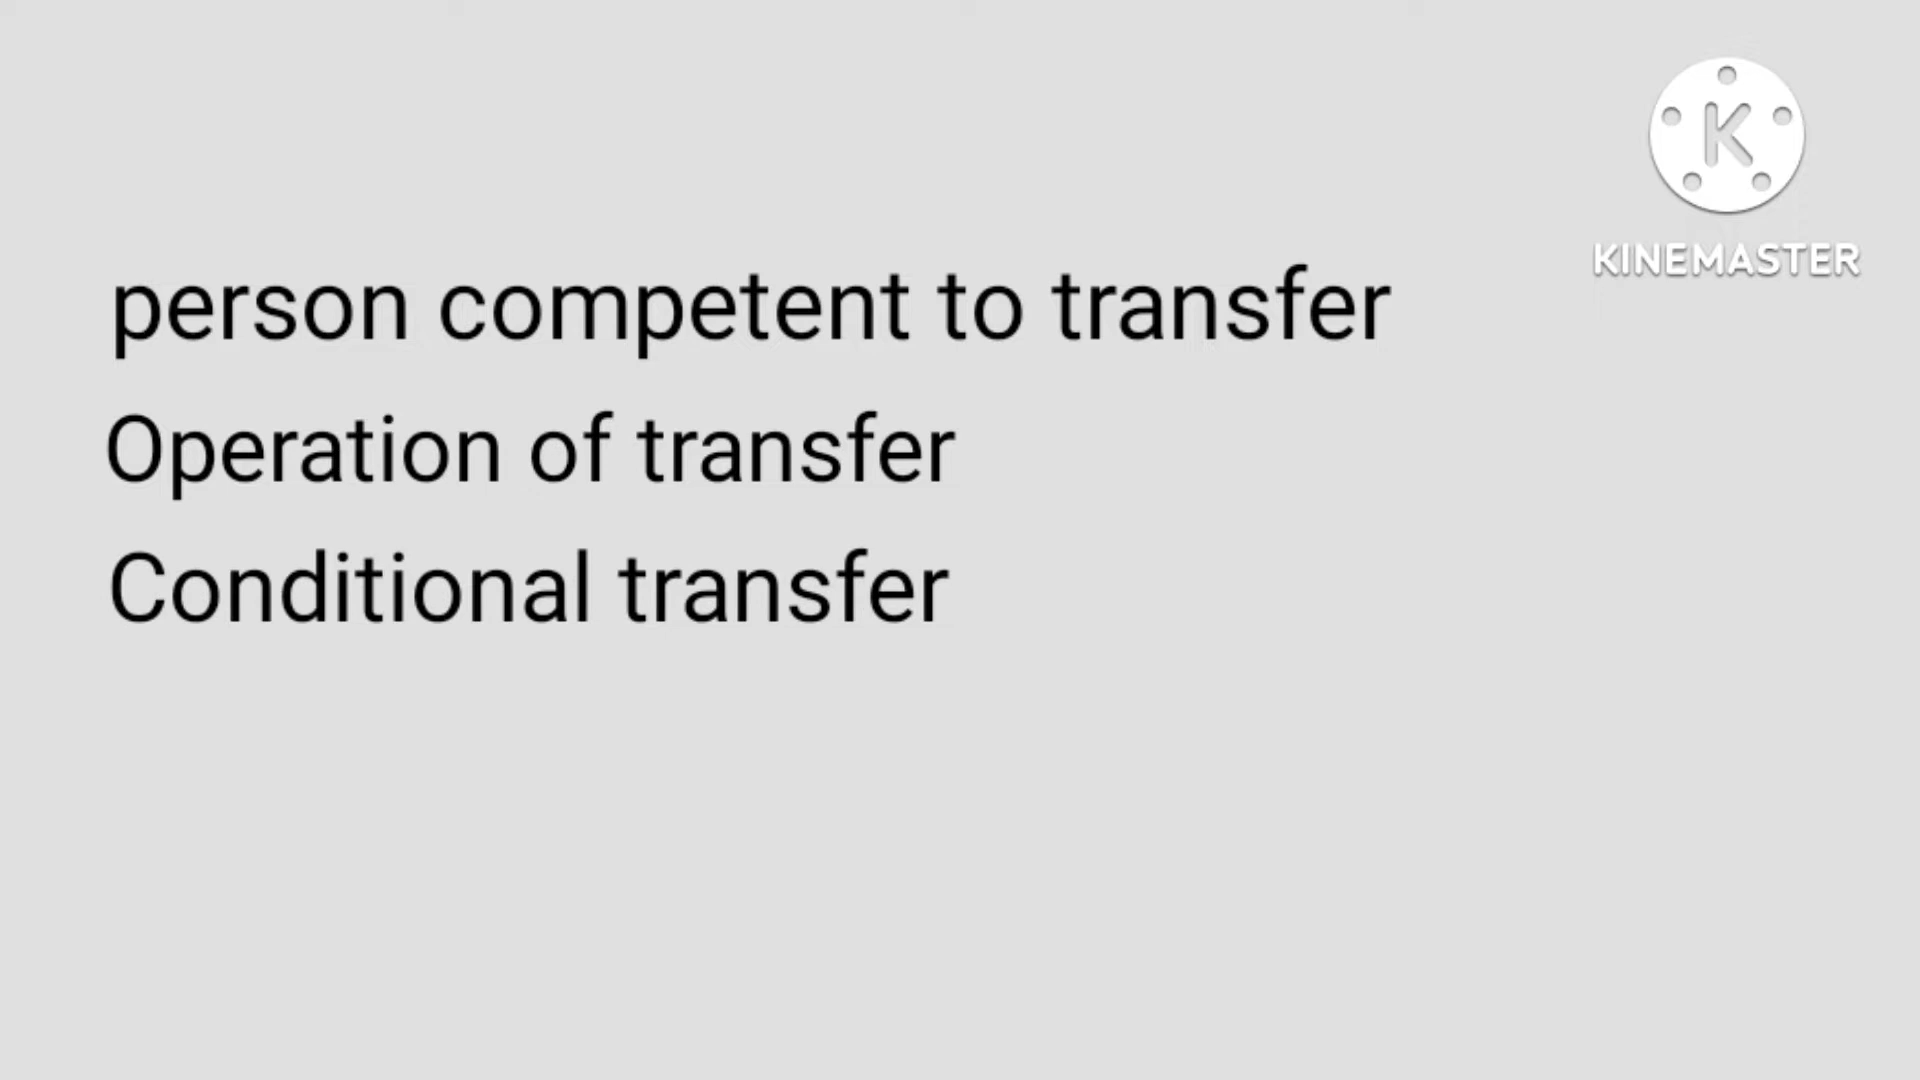 K
KINEMASTER
person competent to transfer
Operation of transfer
Conditional transfer